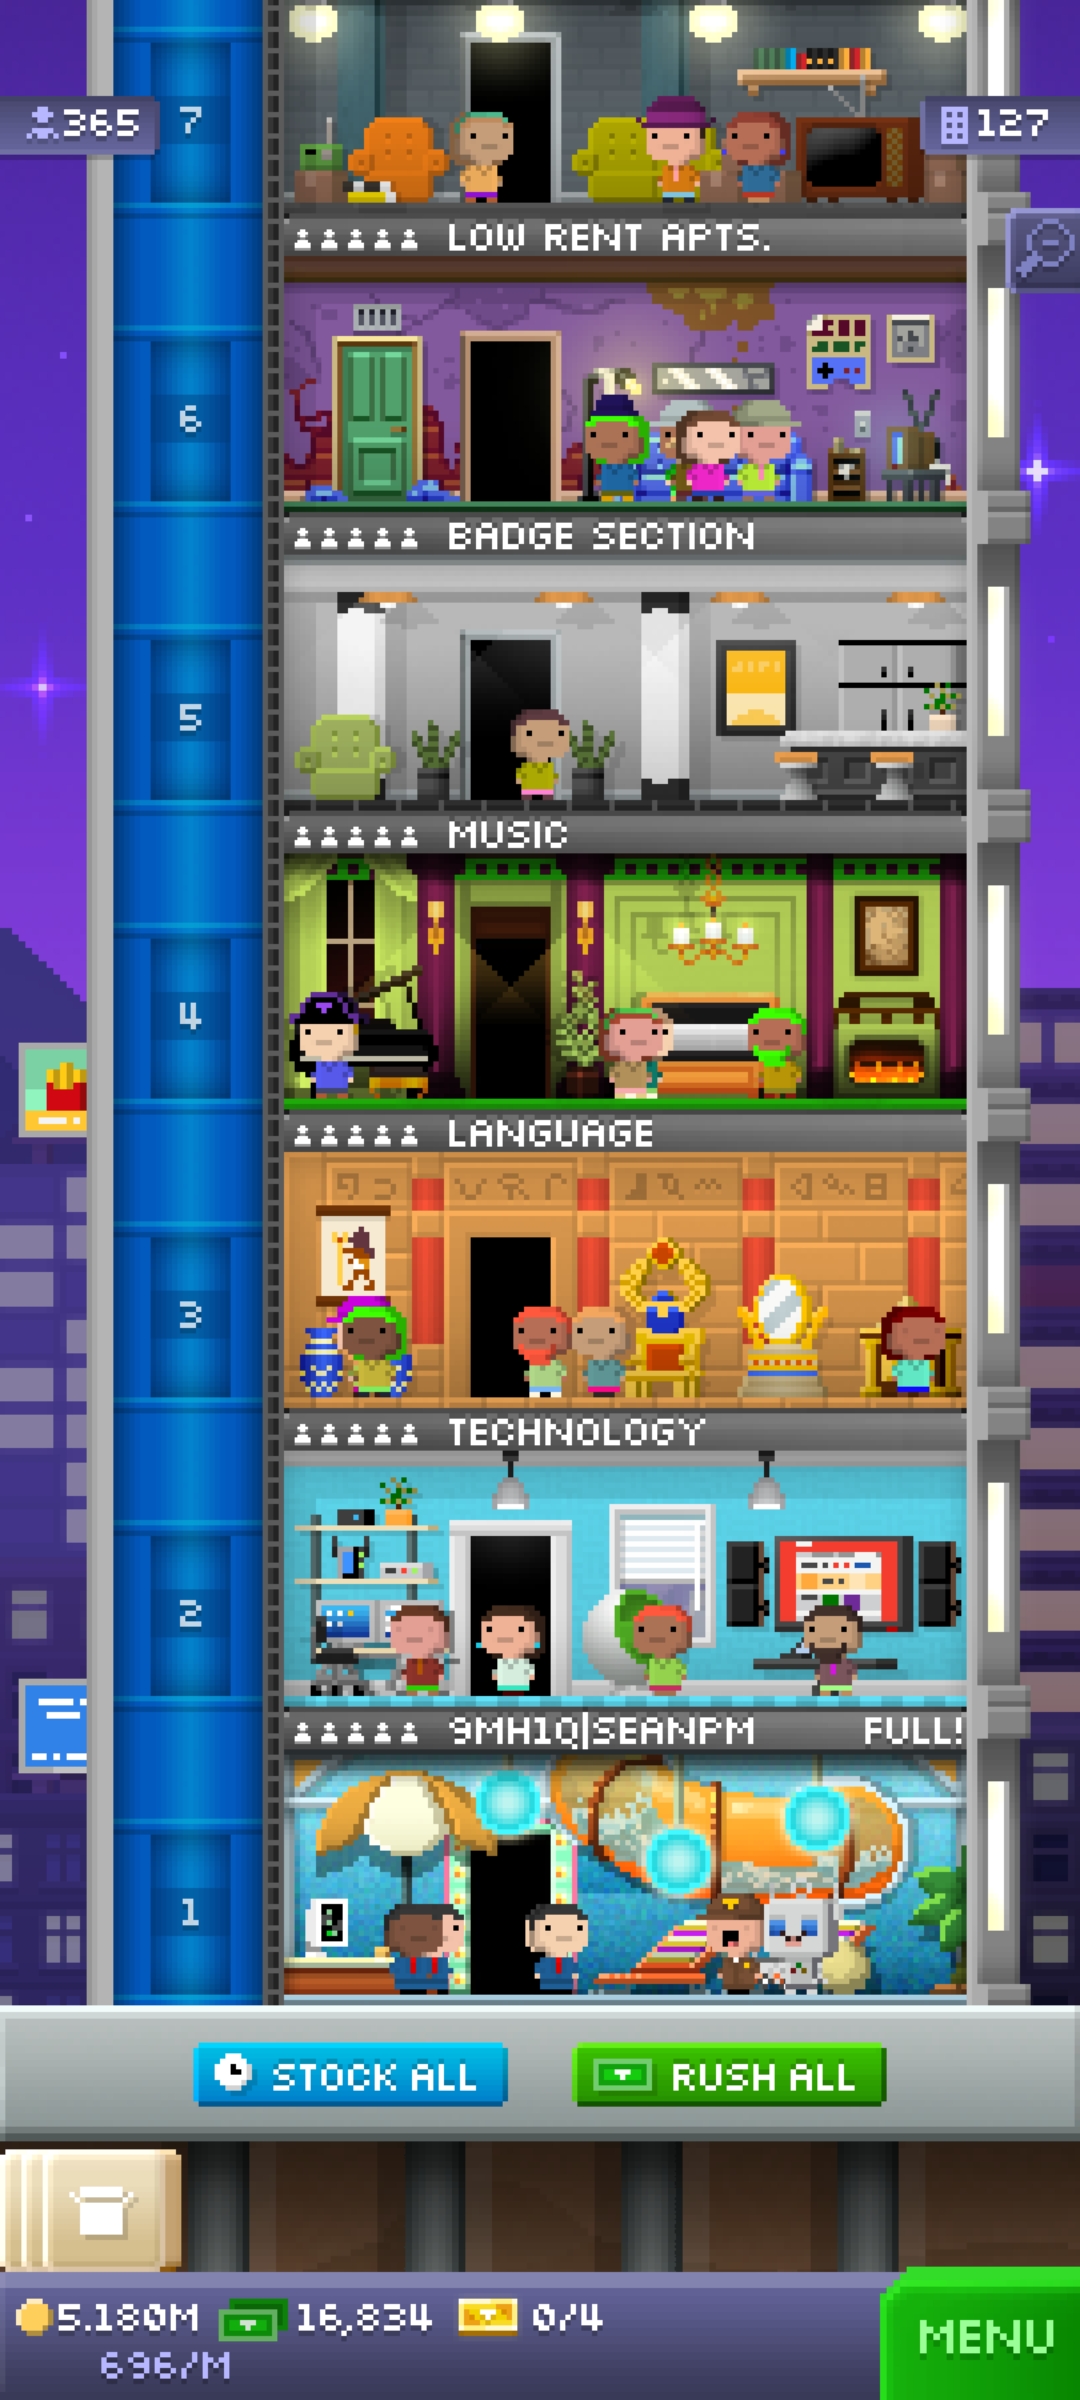 365
7
127
LOW RENT APTS.
6
BADGE SECTION
5
MUSIC
4
LANGUAGE
3
TECHNOLOGY
2
9MH1Q|SEANPM FULL!
1
STOCK ALL
RUSH ALL
5.180M
16,834
0/4
696/M
MENU